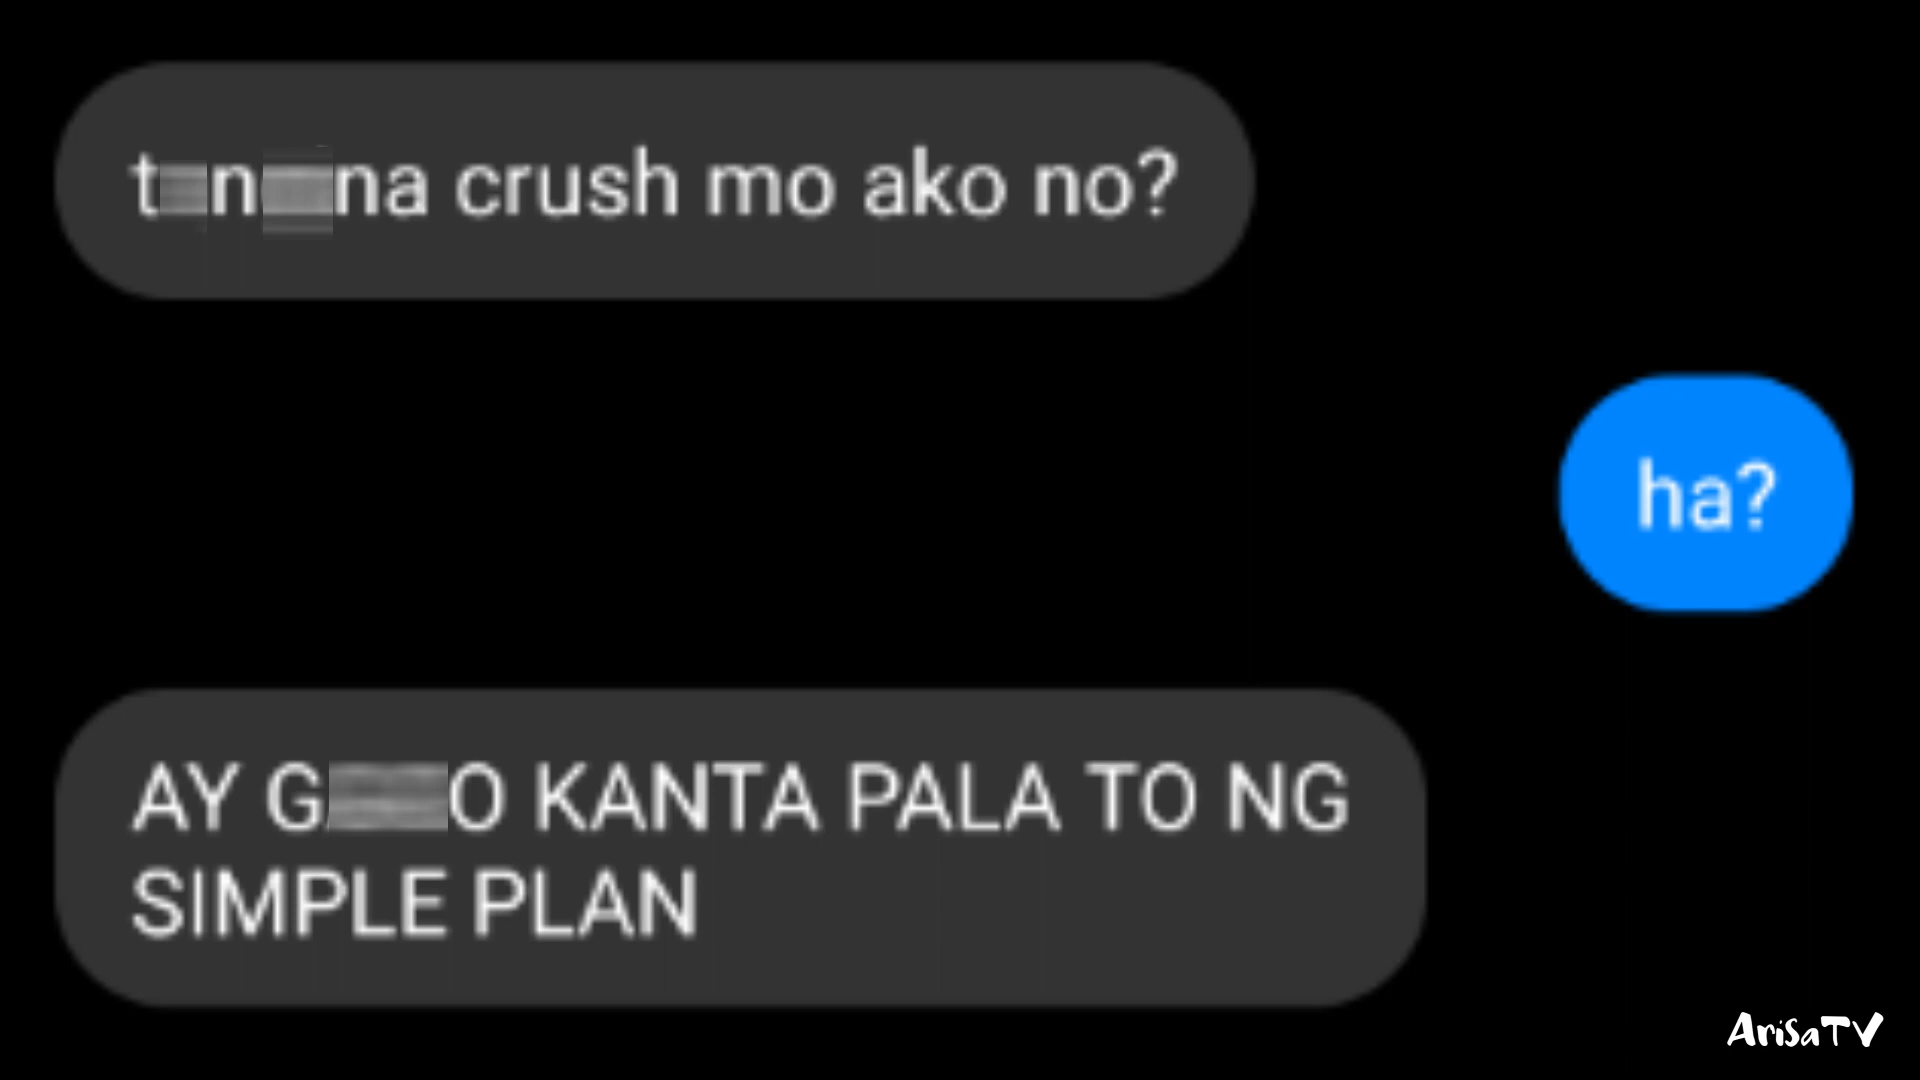 crush mo ako no?
ha?
AY KANTA PALA TO NG
SIMPLE PLAN
ArisaTV